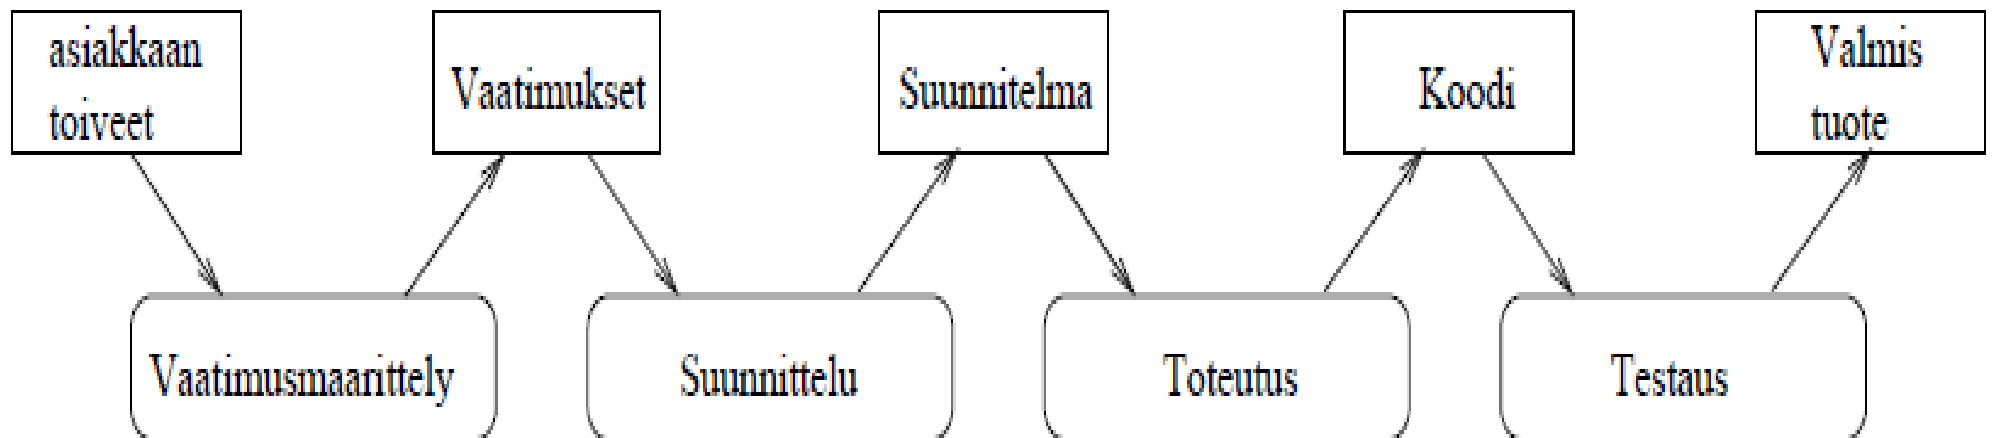 asiakkaan
toiveet
Vaatimukset
Suunnitelma
Koodi
Valmis
tuote
Vaatimusmaarittely
Suunnittelu
Toteutus
Testaus